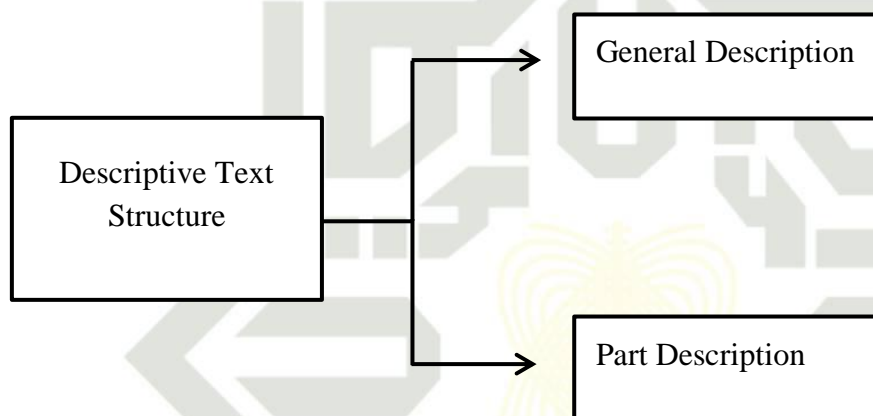 General Description
Descriptive Text
Structure
Part Description